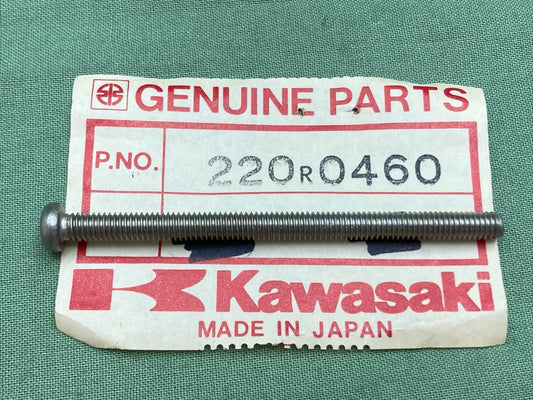 GENUINE PARTS
P.NO. 220R0460
Kawasaki
MADE IN JAPAN